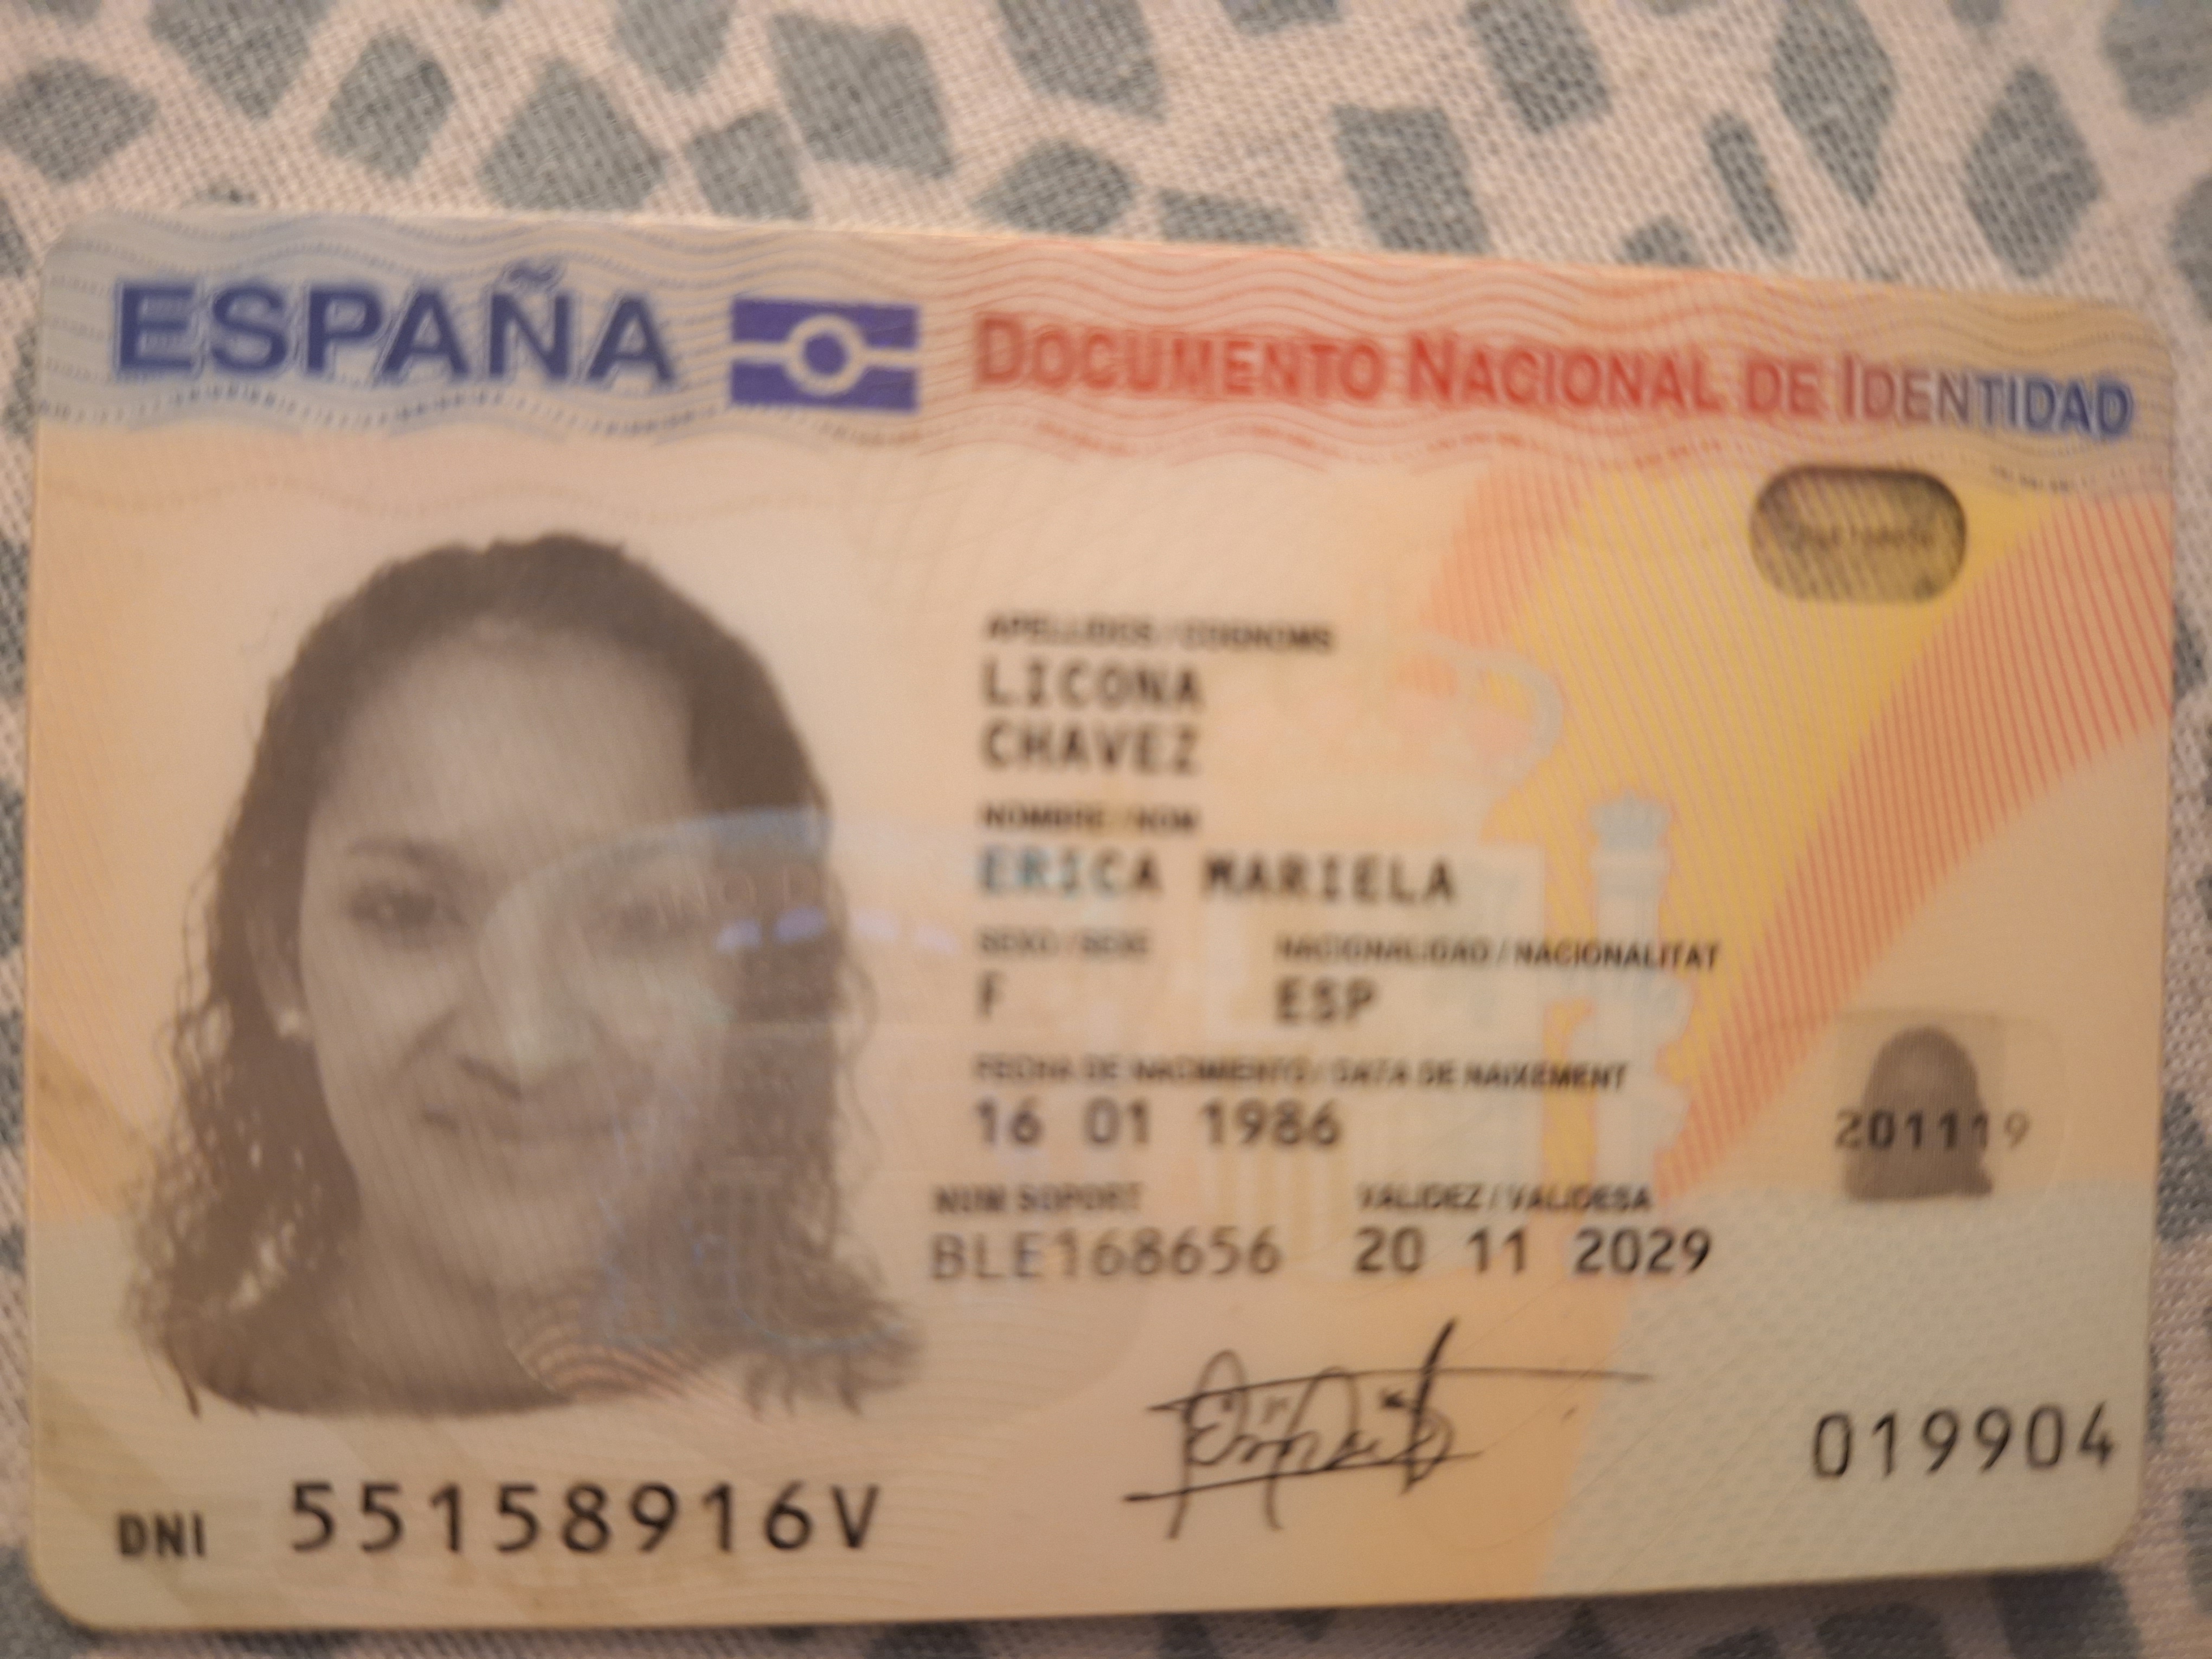 ESPAÑA DOCUMENTO NACIONAL DE IDENTIDAD
APELLIDOS / COGNOMS
LICONA
CHAVEZ
NOMBRE / NOM
ERICA MARIELA
SEXO / SEXE NACIONALIDAD / NACIONALITAT
F ESP
FECHA DE NACIMIENTO / DATA DE NAIXEMENT
16 01 1986
NUM SOPORT VALIDEZ / VALIDESA
BLE168656 20 11 2029
201119
DNI 55158916V
019904